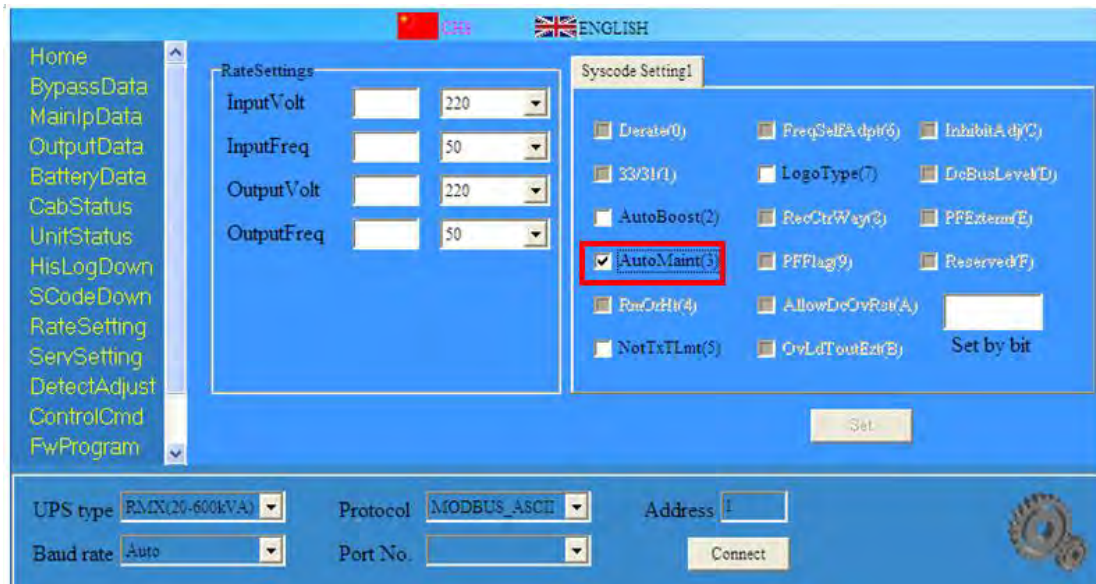 CHS ENGLISH
Home
BypassData
MainIpData
OutputData
BatteryData
CabStatus
UnitStatus
HisLogDown
SCodeDown
RateSetting
ServSetting
DetectAdjust
ControlCmd
FwProgram
RateSettings
InputVolt 220
InputFreq 50
OutputVolt 220
OutputFreq 50
Syscode Setting1
Derate(0) FreqSelfAdpt(6) InhibitAdj(C)
33/31(1) LogoType(7) DcBusLevel(D)
AutoBoost(2) RecCtrWay(8) PFExterm(E)
AutoMaint(3) PFFlag(9) Reserved(F)
RmOrHt(4) AllowDcOvRst(A)
NotTxTLmt(5) OvLdToutExt(B) Set by bit
Set
UPS type RMX(20-600kVA) Protocol MODBUS_ASCII Address 1
Baud rate Auto Port No. Connect